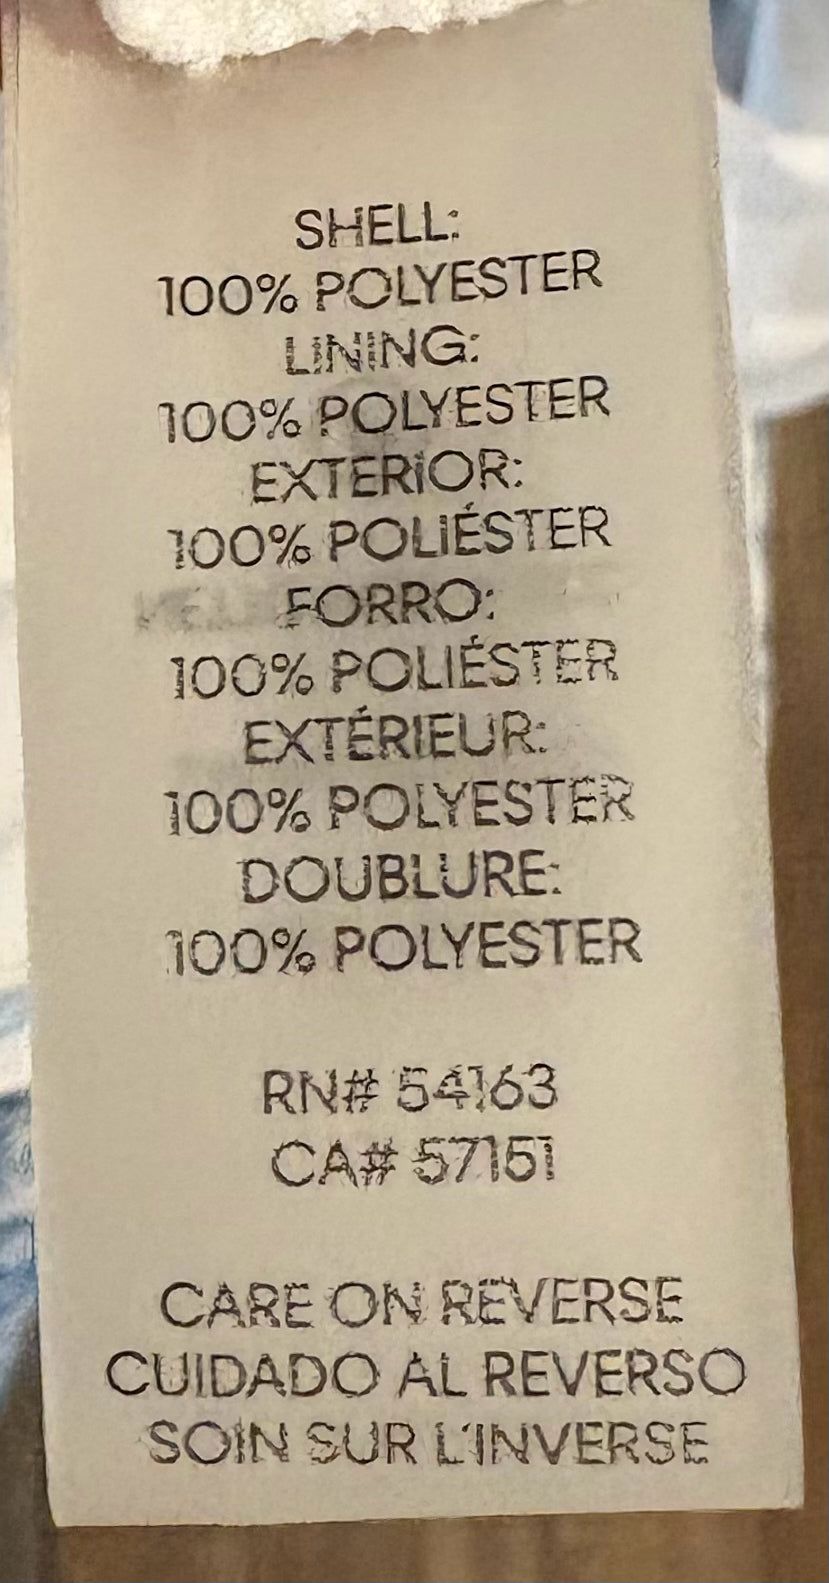 SHELL:
100% POLYESTER
LINING:
100% POLYESTER
EXTERIOR:
100% POLIÉSTER
FORRO:
100% POLIÉSTER
EXTÉRIEUR:
100% POLYESTER
DOUBLURE:
100% POLYESTER
RN# 54163
CA# 57151
CARE ON REVERSE
CUIDADO AL REVERSO
SOIN SUR L'INVERSE